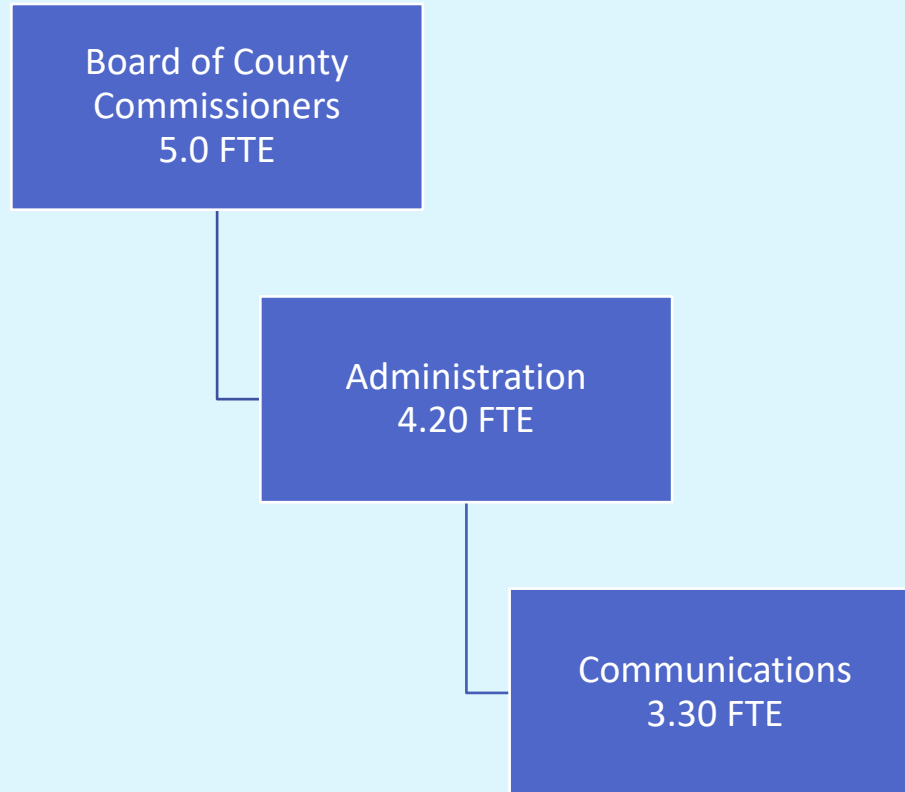 Board of County
Commissioners
5.0 FTE
Administration
4.20 FTE
Communications
3.30 FTE